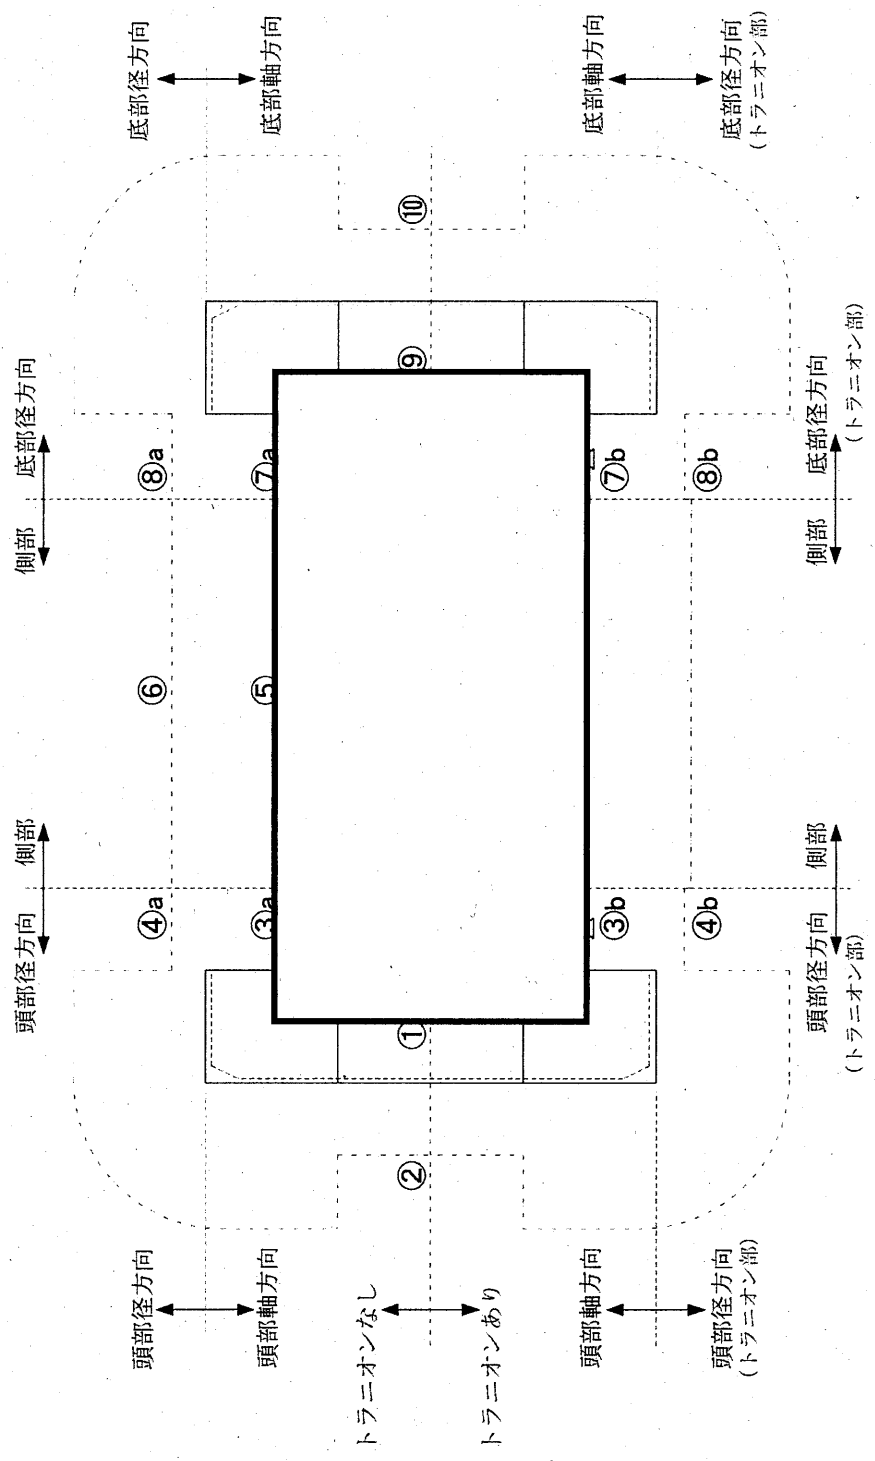 頭部径方向
側部
側部
底部径方向
頭部径方向
頭部軸方向
底部径方向
底部軸方向
④a
⑥
⑧a
③a
⑤
⑦a
トラニオンなし
トラニオンあり
②
①
⑨
⑩
③b
⑦b
④b
⑧b
頭部軸方向
頭部径方向
(トラニオン部)
底部軸方向
底部径方向
(トラニオン部)
頭部径方向
(トラニオン部)
側部
側部
底部径方向
(トラニオン部)